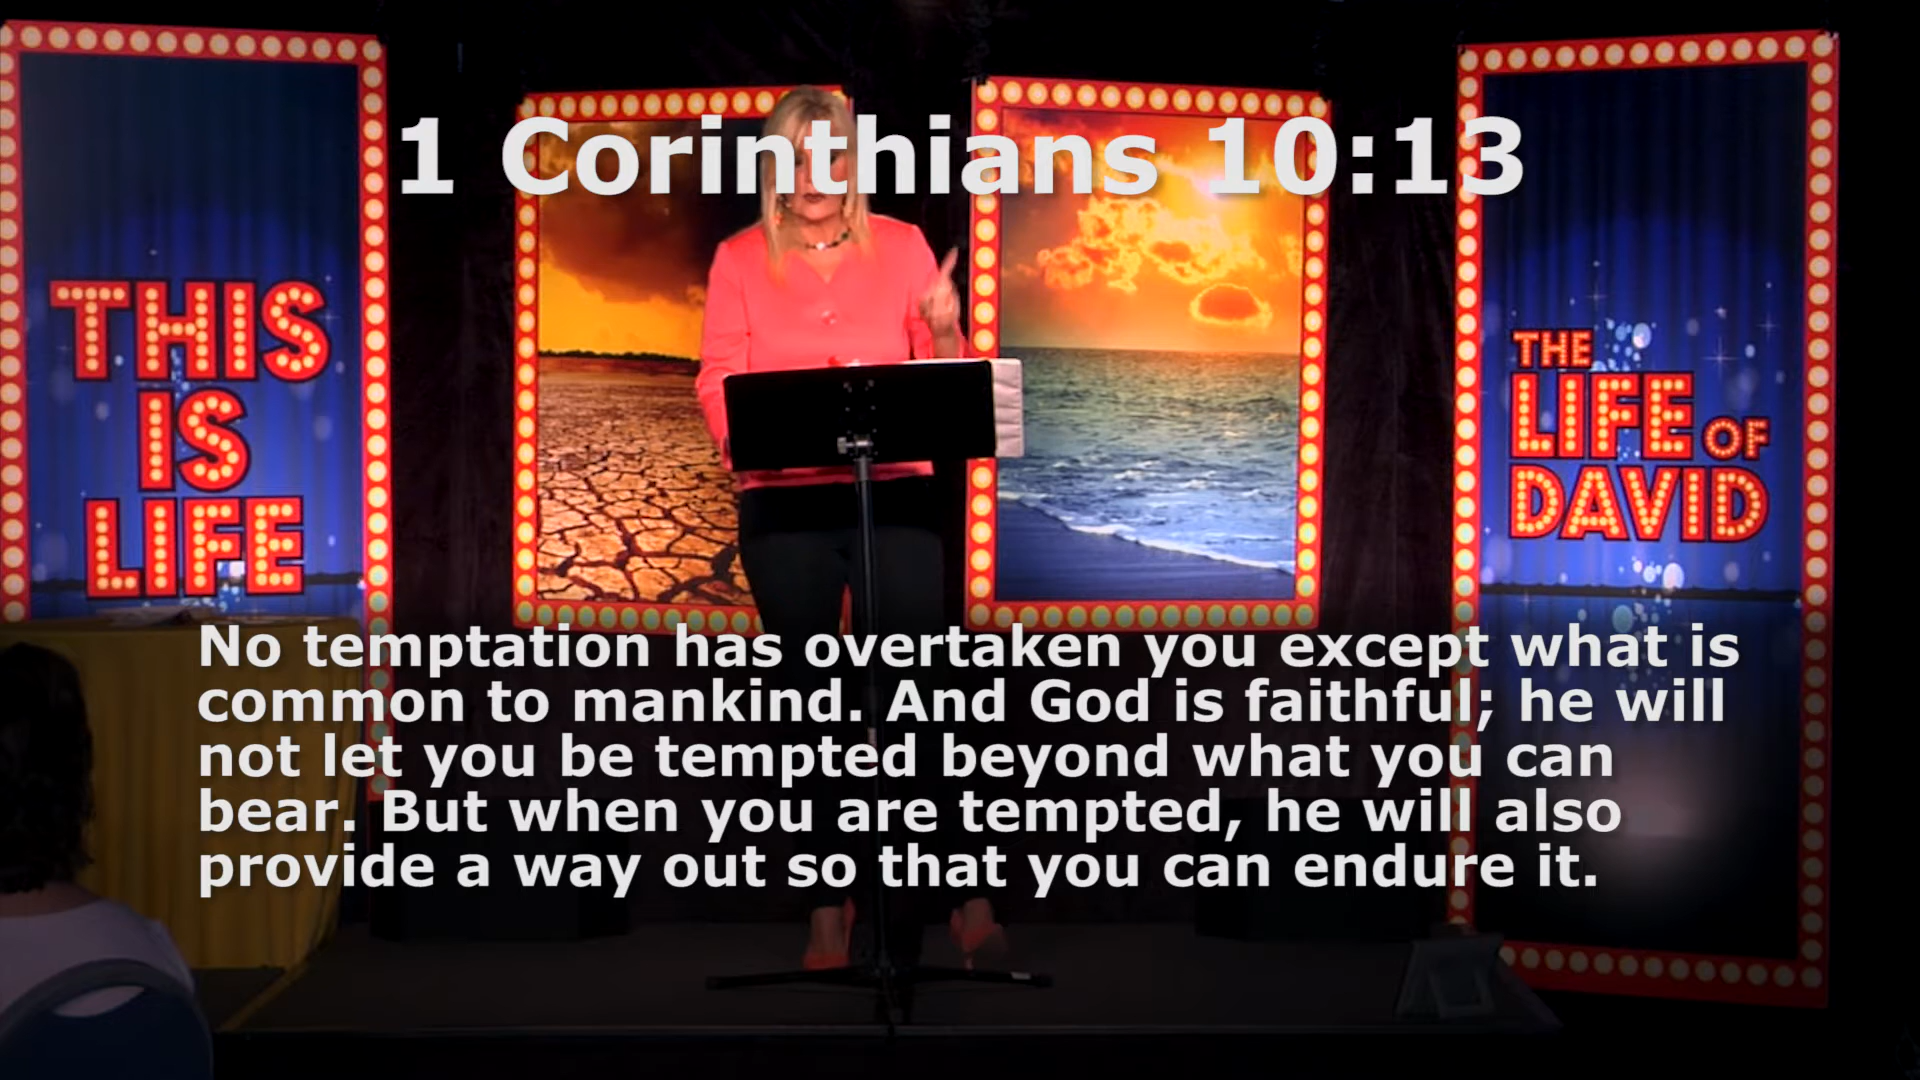 1 Corinthians 10:13
THIS
IS
LIFE
THE
LIFE OF
DAVID
No temptation has overtaken you except what is
common to mankind. And God is faithful; he will
not let you be tempted beyond what you can
bear. But when you are tempted, he will also
provide a way out so that you can endure it.